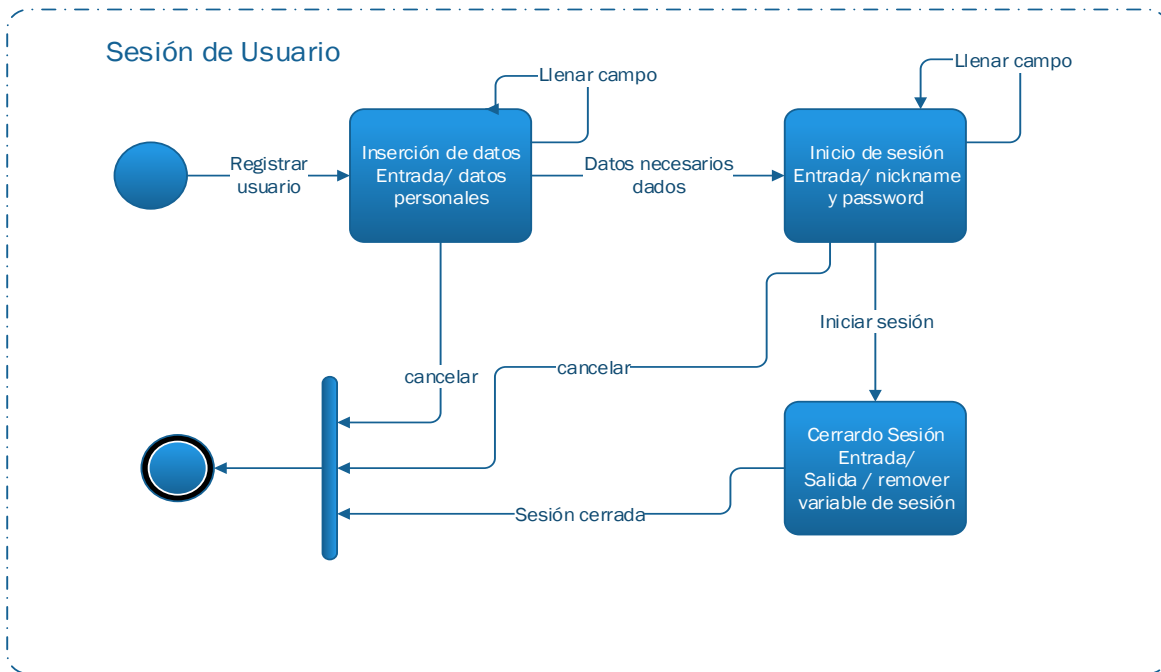 Sesión de Usuario
Llenar campo
Llenar campo
Registrar
usuario
Inserción de datos
Entrada/ datos
personales
Datos necesarios
dados
Inicio de sesión
Entrada/ nickname
y password
Iniciar sesión
cancelar
cancelar
Cerrardo Sesión
Entrada/
Salida / remover
variable de sesión
Sesión cerrada